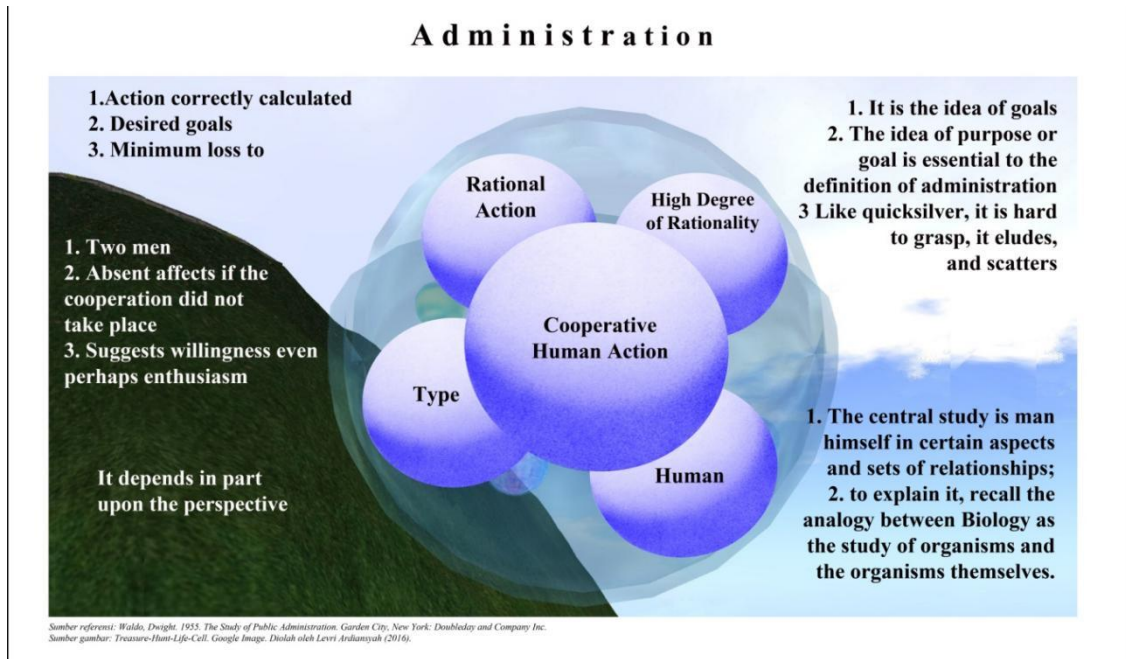 Administration
1.Action correctly calculated
2. Desired goals
3. Minimum loss to
1. It is the idea of goals
2. The idea of purpose or
goal is essential to the
definition of administration
3 Like quicksilver, it is hard
to grasp, it eludes,
and scatters
Rational
Action
High Degree
of Rationality
1. Two men
2. Absent affects if the
cooperation did not
take place
3. Suggests willingness even
perhaps enthusiasm
Cooperative
Human Action
Type
Human
It depends in part
upon the perspective
1. The central study is man
himself in certain aspects
and sets of relationships;
2. to explain it, recall the
analogy between Biology as
the study of organisms and
the organisms themselves.
Sumber referensi: Waldo, Dwight. 1955. The Study of Public Administration. Garden City, New York: Doubleday and Company Inc.
Sumber gambar: Treasure-Hunt-Life-Cell. Google Image. Diolah oleh Levri Ardiansyah (2016).